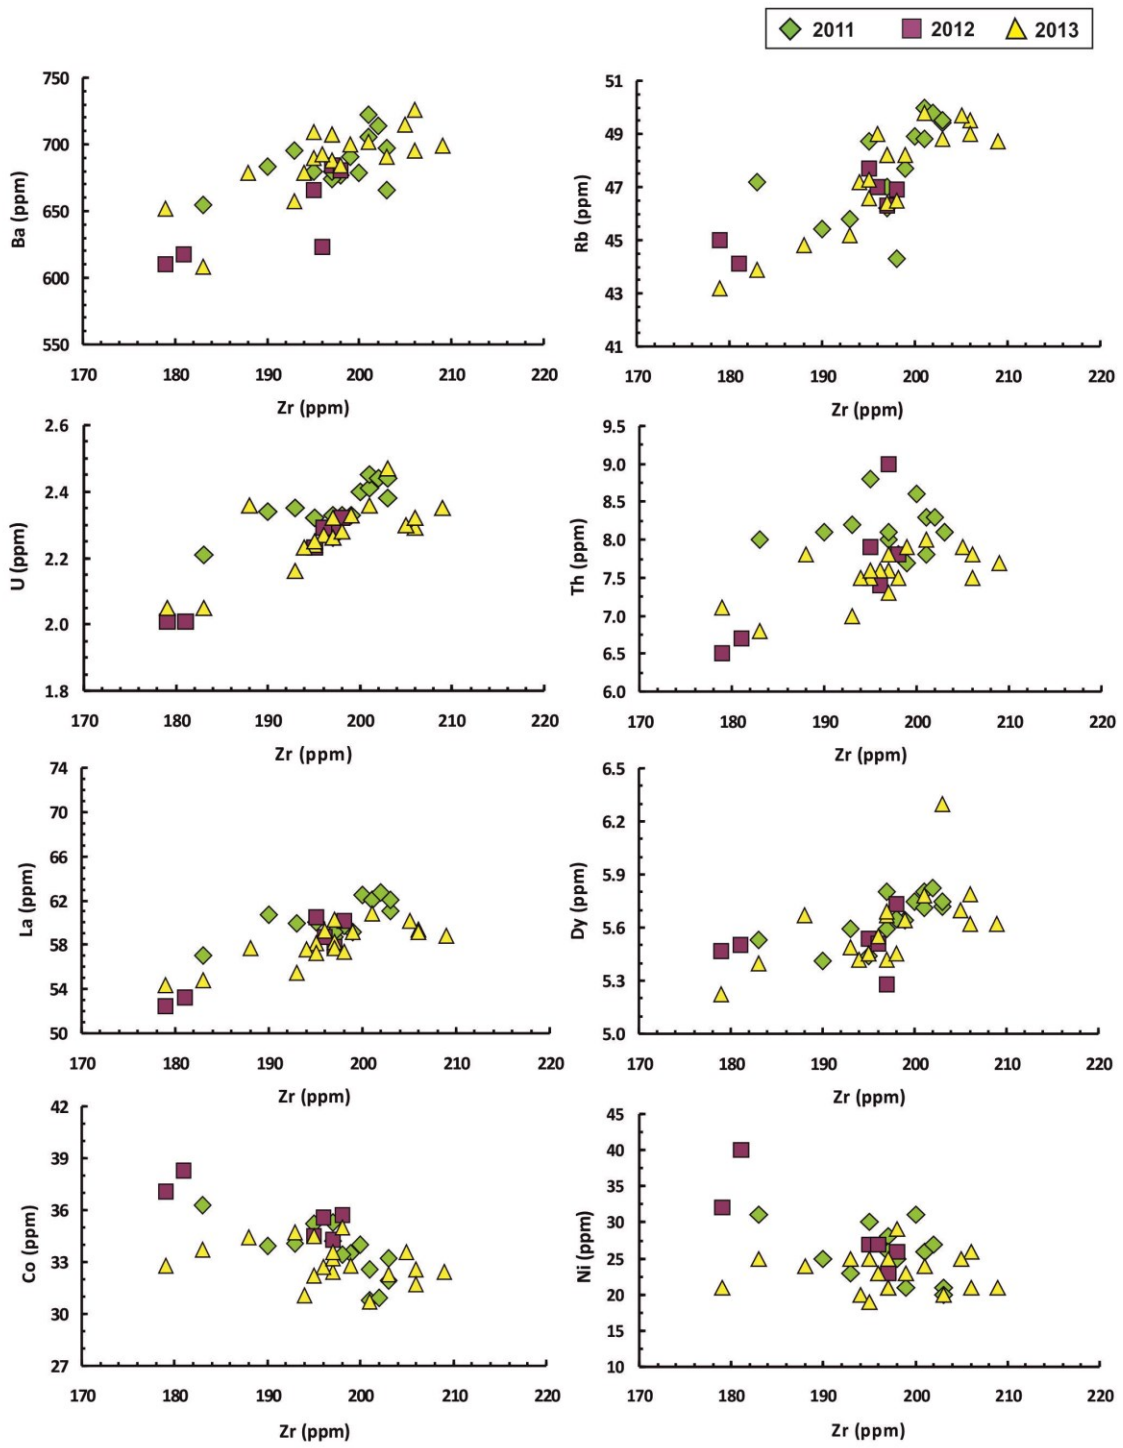 2011 2012 2013
750
700
650
600
550
Ba (ppm)
170 180 190 200 210 220
Zr (ppm)
51
49
47
45
43
41
Rb (ppm)
170 180 190 200 210 220
Zr (ppm)
2.6
2.4
2.2
2.0
1.8
U (ppm)
170 180 190 200 210 220
Zr (ppm)
9.5
9.0
8.5
8.0
7.5
7.0
6.5
6.0
Th (ppm)
170 180 190 200 210 220
Zr (ppm)
74
70
66
62
58
54
50
La (ppm)
170 180 190 200 210 220
Zr (ppm)
6.5
6.2
5.9
5.6
5.3
5.0
Dy (ppm)
170 180 190 200 210 220
Zr (ppm)
42
39
36
33
30
27
Co (ppm)
170 180 190 200 210 220
Zr (ppm)
45
40
35
30
25
20
15
10
Ni (ppm)
170 180 190 200 210 220
Zr (ppm)